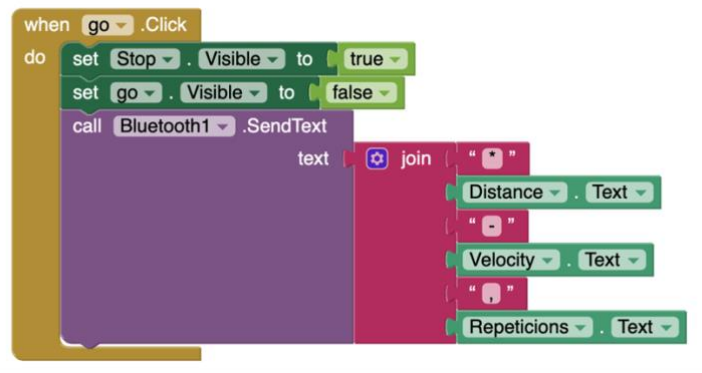 when go .Click
do set Stop . Visible to true
set go . Visible to false
call Bluetooth1 .SendText
text join " * "
Distance . Text
" - "
Velocity . Text
" , "
Repeticions . Text